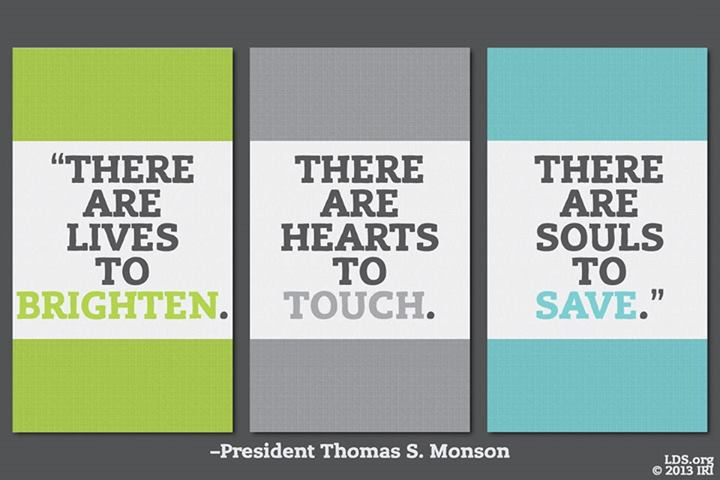 “THERE
ARE
LIVES
TO
BRIGHTEN.
THERE
ARE
HEARTS
TO
TOUCH.
THERE
ARE
SOULS
TO
SAVE.”
–President Thomas S. Monson
LDS.org
© 2013 IRI